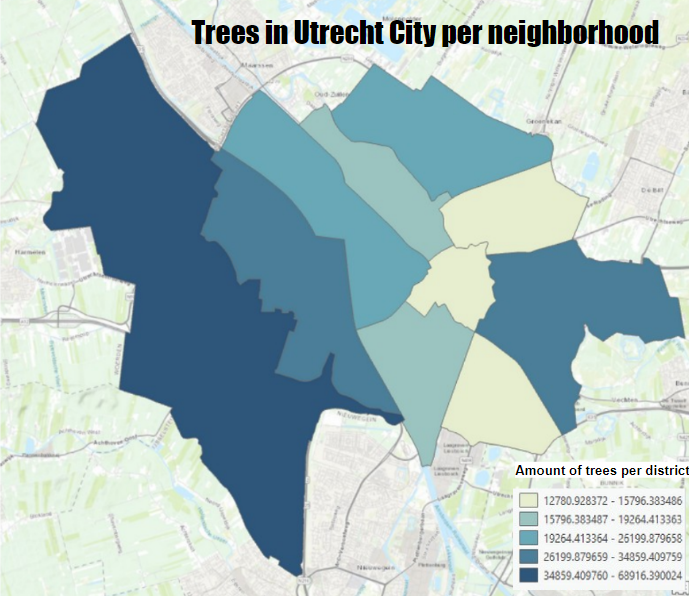 Trees in Utrecht City per neighborhood
Maarssen
Oud Zuilen
Groenekan
De Bilt
Harmelen
NIEUWEGEIN
Nieuwegein
BUNNIK
Amount of trees per district
12780.928372 - 15796.383486
15796.383487 - 19264.413363
19264.413364 - 26199.879658
26199.879659 - 34859.409759
34859.409760 - 68916.390024